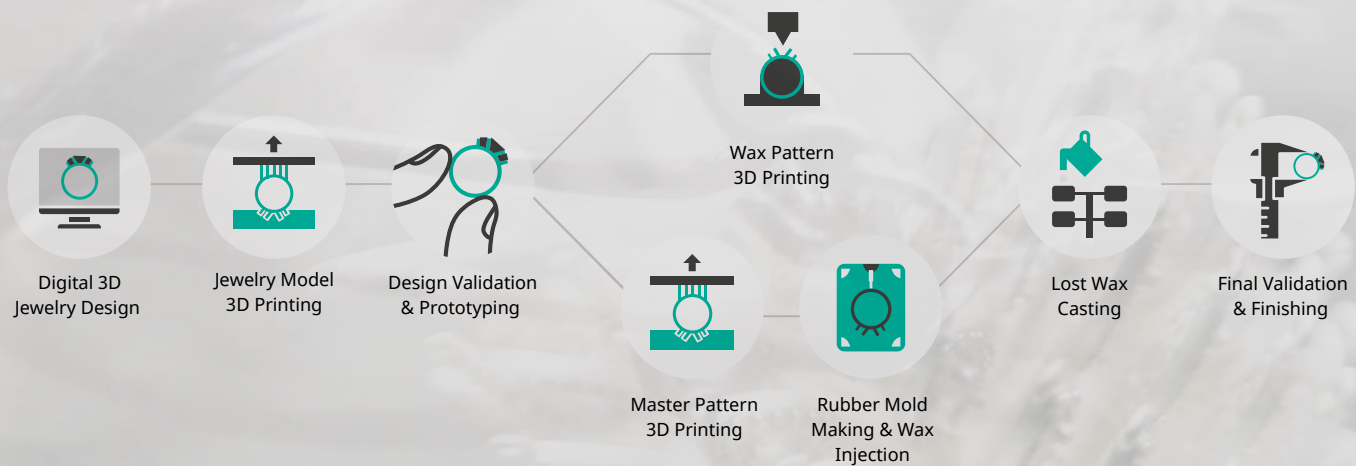 Digital 3D
Jewelry Design
Jewelry Model
3D Printing
Design Validation
& Prototyping
Wax Pattern
3D Printing
Master Pattern
3D Printing
Rubber Mold
Making & Wax
Injection
Lost Wax
Casting
Final Validation
& Finishing